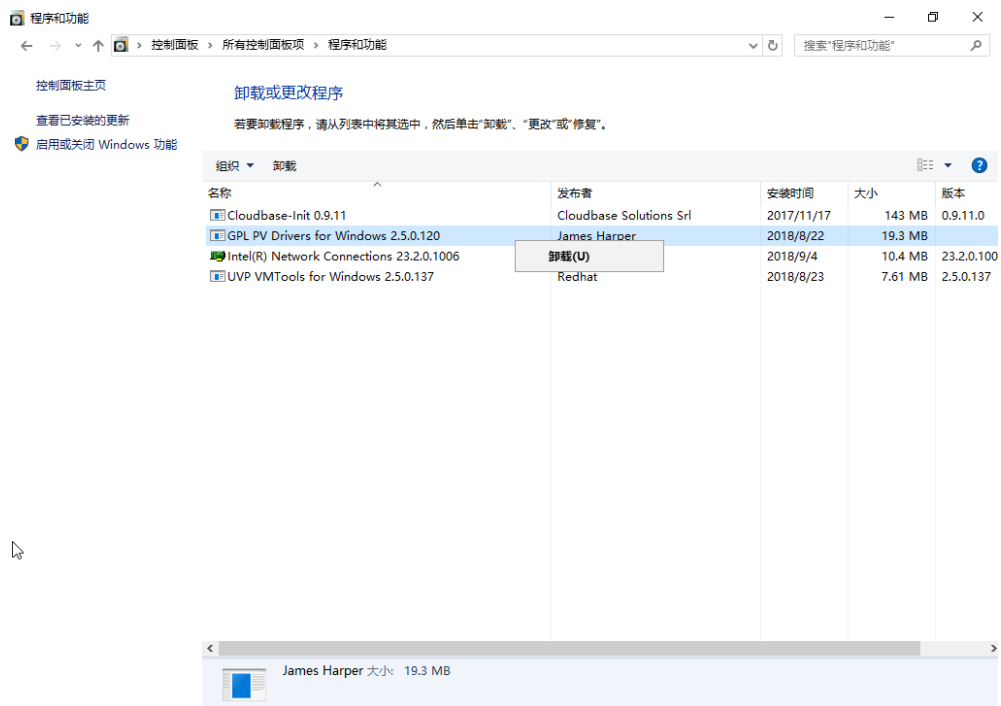 程序和功能
控制面板 › 所有控制面板项 › 程序和功能
搜索"程序和功能"
控制面板主页
查看已安装的更新
启用或关闭 Windows 功能
卸载或更改程序
若要卸载程序，请从列表中将其选中，然后单击"卸载"、"更改"或"修复"。
组织 卸载
名称 发布者 安装时间 大小 版本
Cloudbase-Init 0.9.11 Cloudbase Solutions Srl 2017/11/17 143 MB 0.9.11.0
GPL PV Drivers for Windows 2.5.0.120 James Harper 2018/8/22 19.3 MB
Intel(R) Network Connections 23.2.0.1006 2018/9/4 10.4 MB 23.2.0.100
卸载(U)
UVP VMTools for Windows 2.5.0.137 Redhat 2018/8/23 7.61 MB 2.5.0.137
James Harper 大小: 19.3 MB